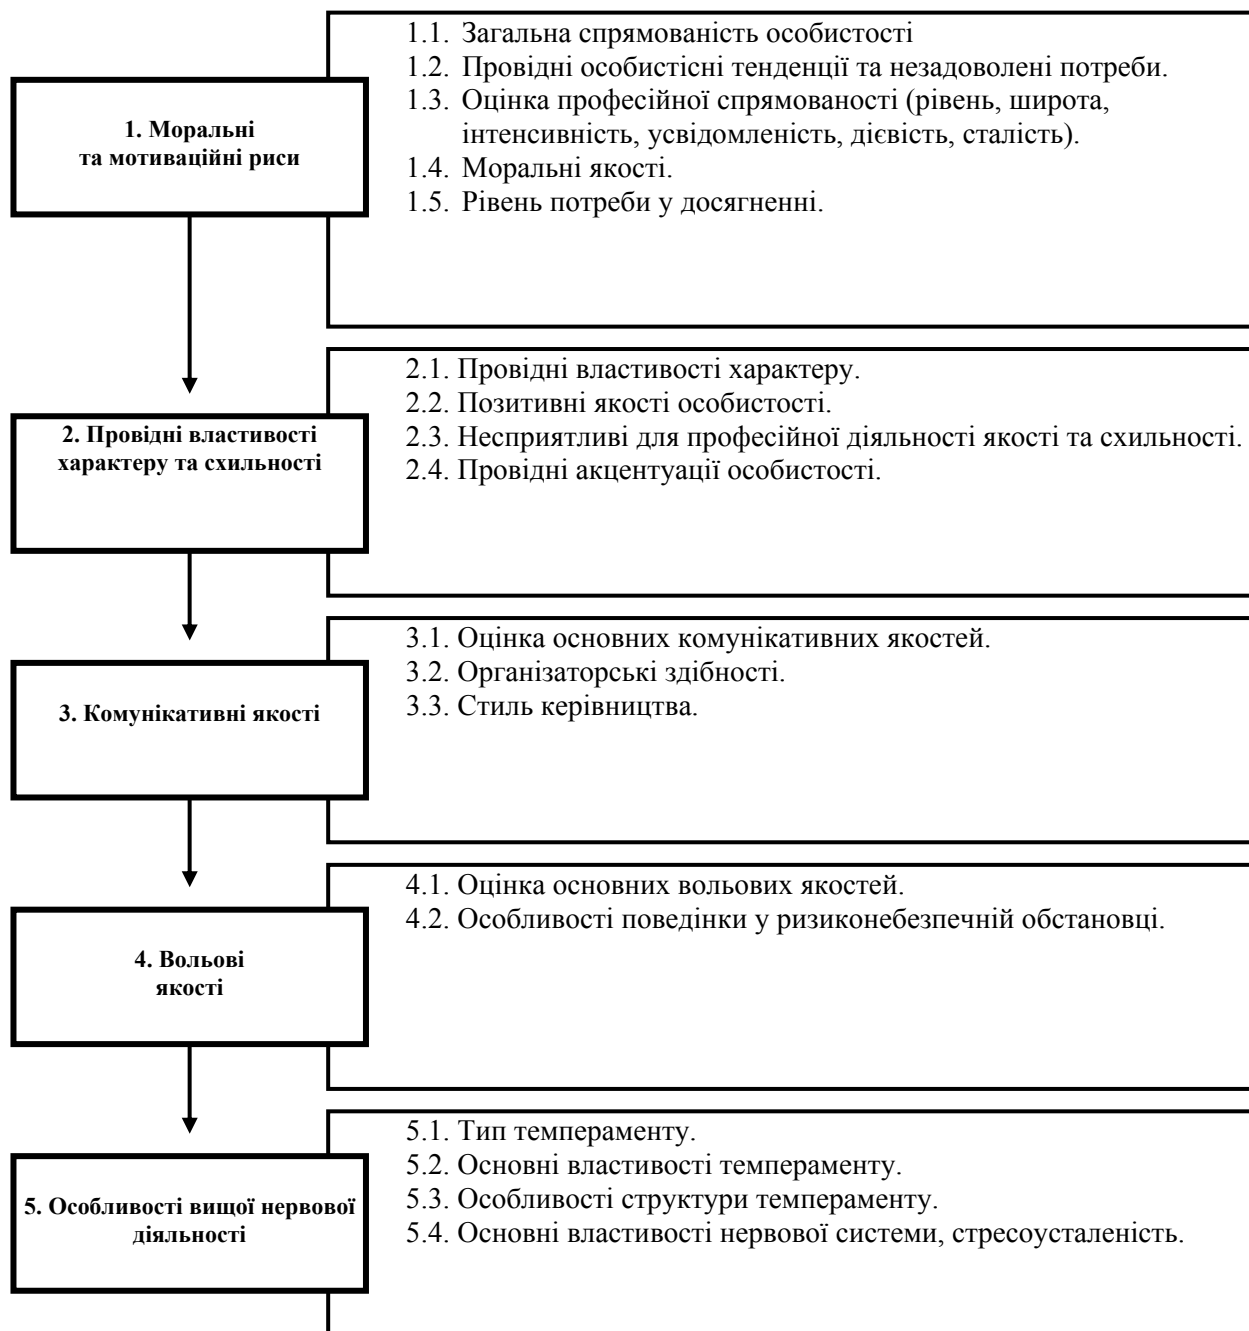 1. Моральні
та мотиваційні риси
1.1. Загальна спрямованість особистості
1.2. Провідні особистісні тенденції та незадоволені потреби.
1.3. Оцінка професійної спрямованості (рівень, широта,
інтенсивність, усвідомленість, дієвість, сталість).
1.4. Моральні якості.
1.5. Рівень потреби у досягненні.
2. Провідні властивості
характеру та схильності
2.1. Провідні властивості характеру.
2.2. Позитивні якості особистості.
2.3. Несприятливі для професійної діяльності якості та схильності.
2.4. Провідні акцентуації особистості.
3. Комунікативні якості
3.1. Оцінка основних комунікативних якостей.
3.2. Організаторські здібності.
3.3. Стиль керівництва.
4. Вольові
якості
4.1. Оцінка основних вольових якостей.
4.2. Особливості поведінки у ризиконебезпечній обстановці.
5. Особливості вищої нервової
діяльності
5.1. Тип темпераменту.
5.2. Основні властивості темпераменту.
5.3. Особливості структури темпераменту.
5.4. Основні властивості нервової системи, стресоусталеність.